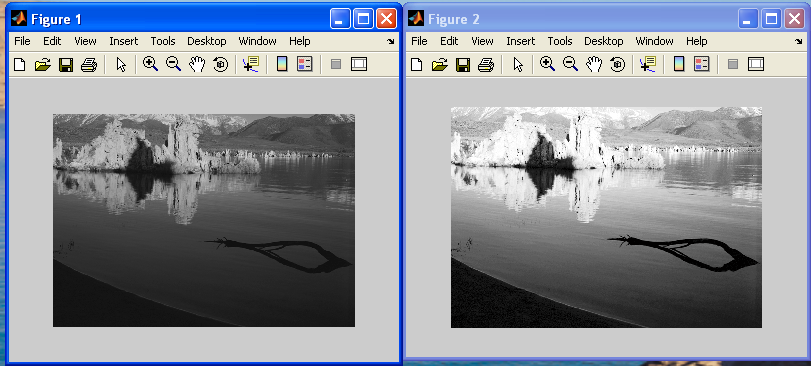 Figure 1
File Edit View Insert Tools Desktop Window Help
Figure 2
File Edit View Insert Tools Desktop Window Help